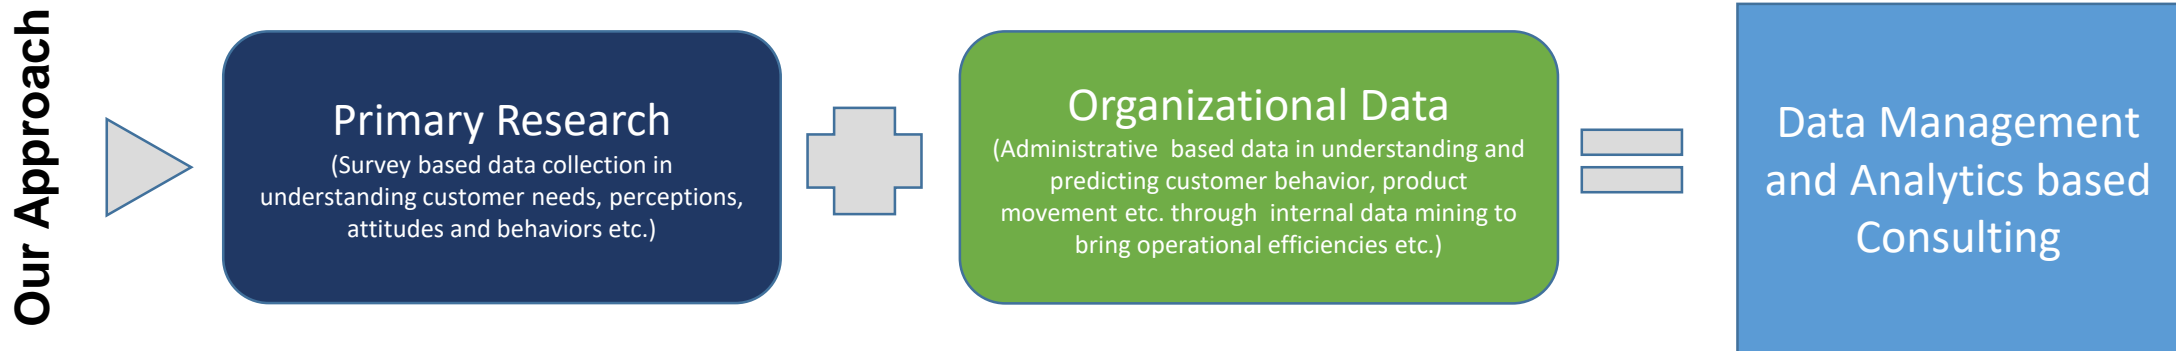 Our Approach
Primary Research
(Survey based data collection in
understanding customer needs, perceptions,
attitudes and behaviors etc.)
Organizational Data
(Administrative  based data in understanding and
predicting customer behavior, product
movement etc. through  internal data mining to
bring operational efficiencies etc.)
Data Management
and Analytics based
Consulting